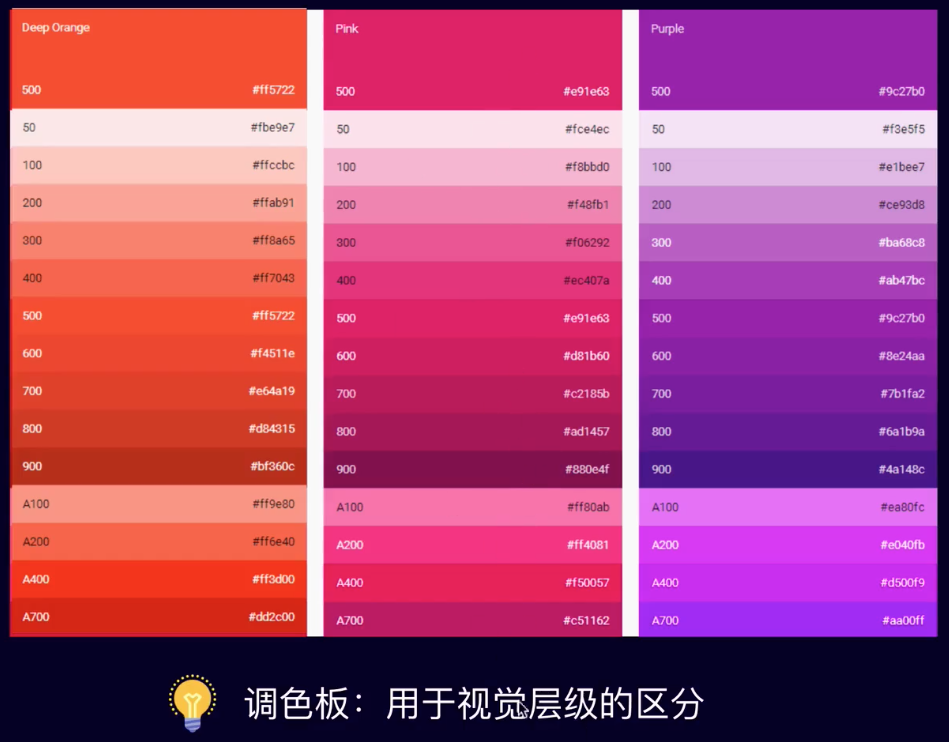 Deep Orange
500 #ff5722
50 #fbe9e7
100 #ffccbc
200 #ffab91
300 #ff8a65
400 #ff7043
500 #ff5722
600 #f4511e
700 #e64a19
800 #d84315
900 #bf360c
A100 #ff9e80
A200 #ff6e40
A400 #ff3d00
A700 #dd2c00
Pink
500 #e91e63
50 #fce4ec
100 #f8bbd0
200 #f48fb1
300 #f06292
400 #ec407a
500 #e91e63
600 #d81b60
700 #c2185b
800 #ad1457
900 #880e4f
A100 #ff80ab
A200 #ff4081
A400 #f50057
A700 #c51162
Purple
500 #9c27b0
50 #f3e5f5
100 #e1bee7
200 #ce93d8
300 #ba68c8
400 #ab47bc
500 #9c27b0
600 #8e24aa
700 #7b1fa2
800 #6a1b9a
900 #4a148c
A100 #ea80fc
A200 #e040fb
A400 #d500f9
A700 #aa00ff
调色板：用于视觉层级的区分